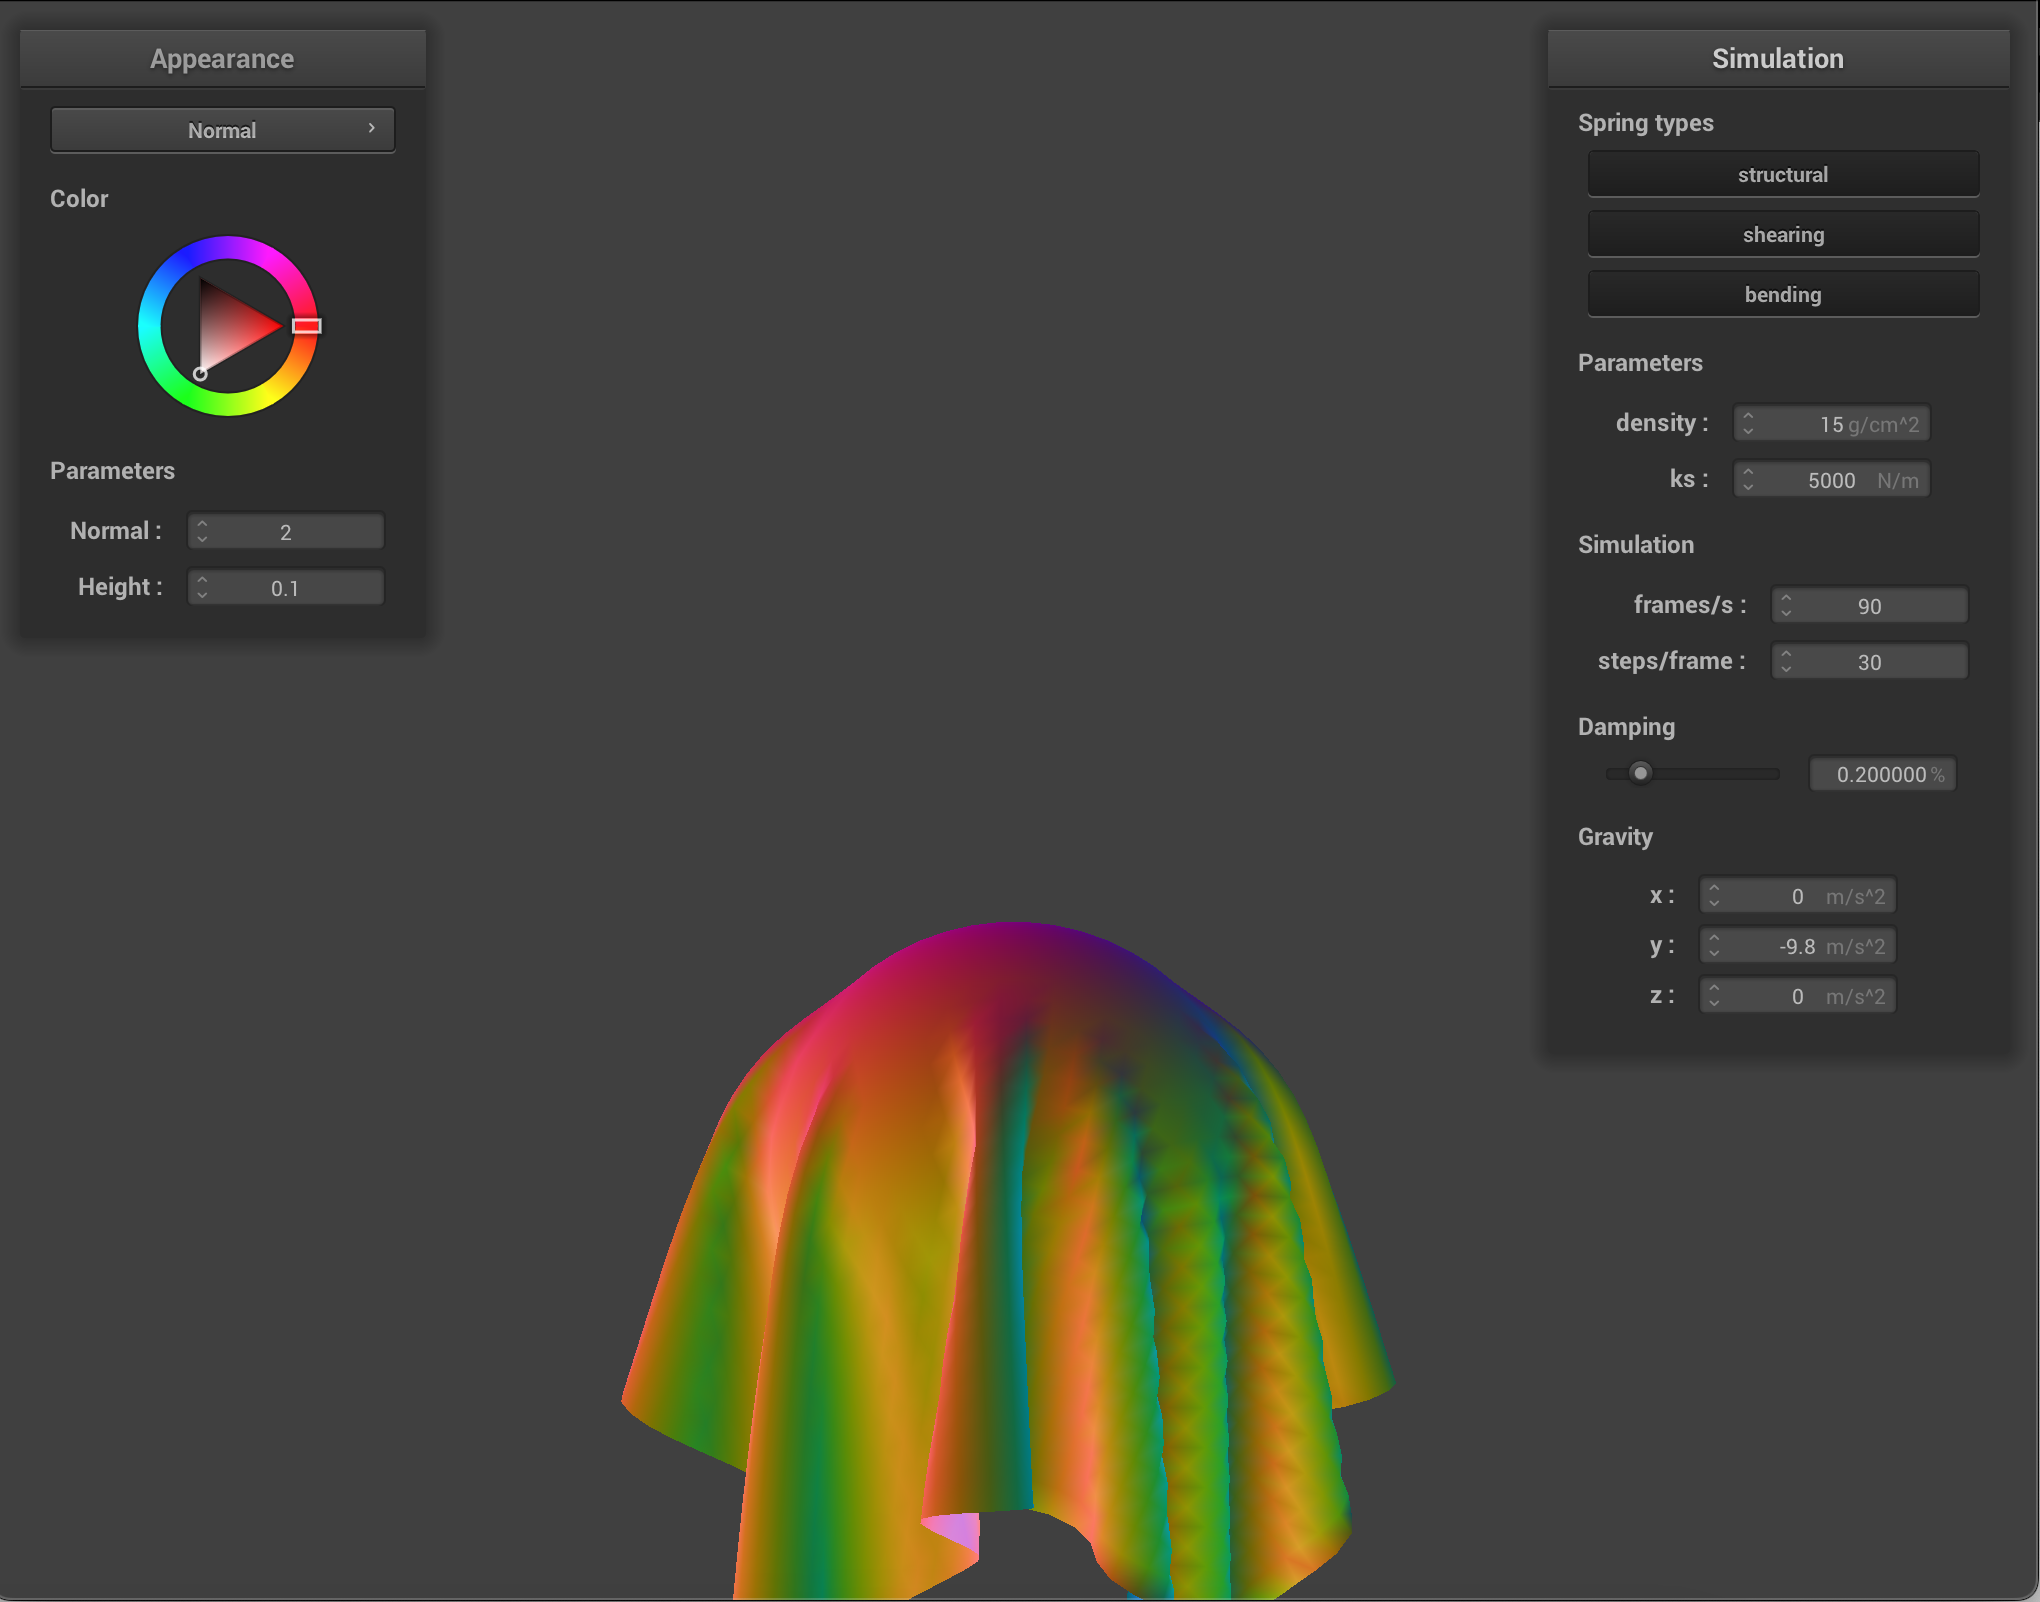 Appearance
Normal
Color
Parameters
Normal : 2
Height : 0.1
Simulation
Spring types
structural
shearing
bending
Parameters
density : 15 g/cm^2
ks : 5000 N/m
Simulation
frames/s : 90
steps/frame : 30
Damping
0.200000 %
Gravity
x : 0 m/s^2
y : -9.8 m/s^2
z : 0 m/s^2